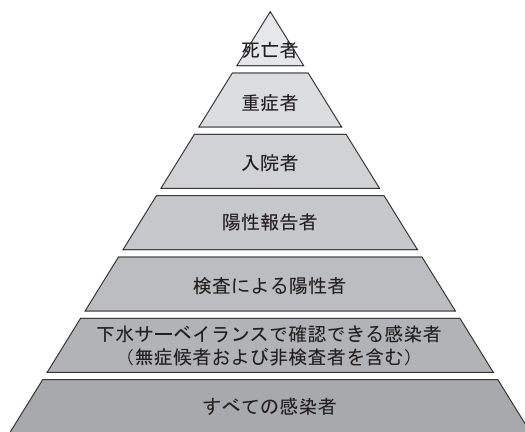 死亡者
重症者
入院者
陽性報告者
検査による陽性者
下水サーベイランスで確認できる感染者
（無症候者および非検査者を含む）
すべての感染者